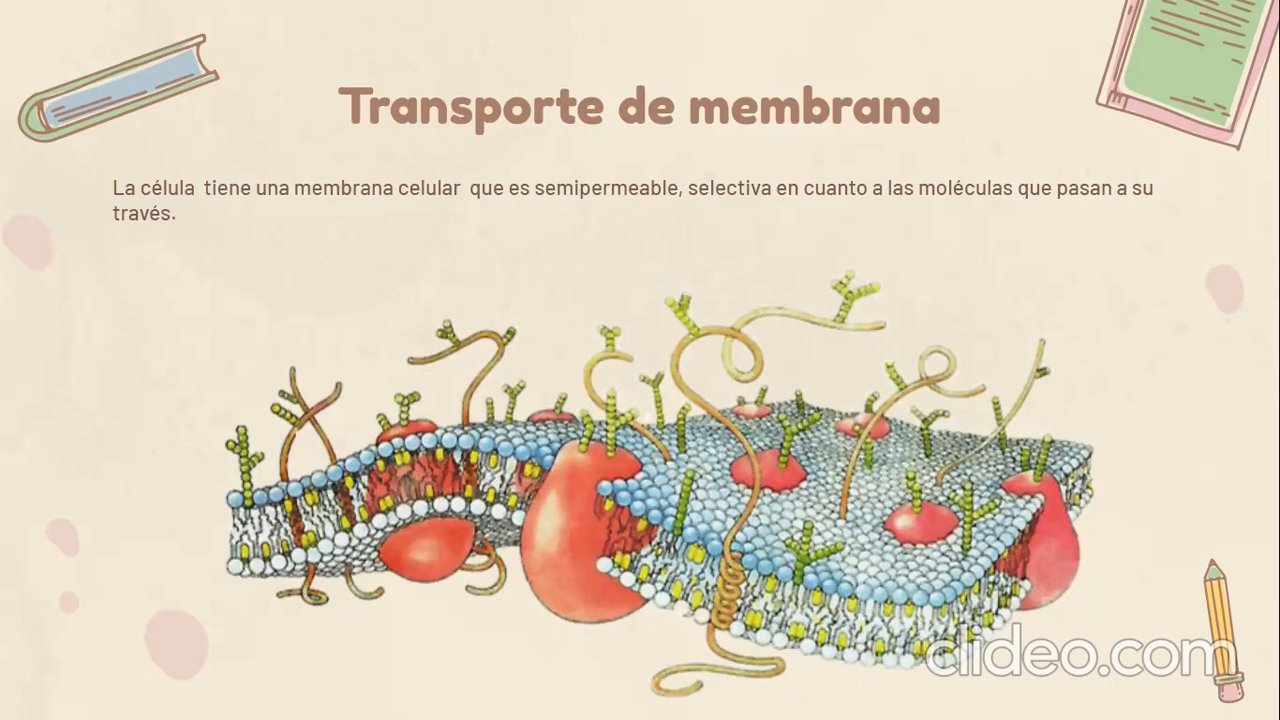 Transporte de membrana
La célula  tiene una membrana celular  que es semipermeable, selectiva en cuanto a las moléculas que pasan a su
través.
clideo.com